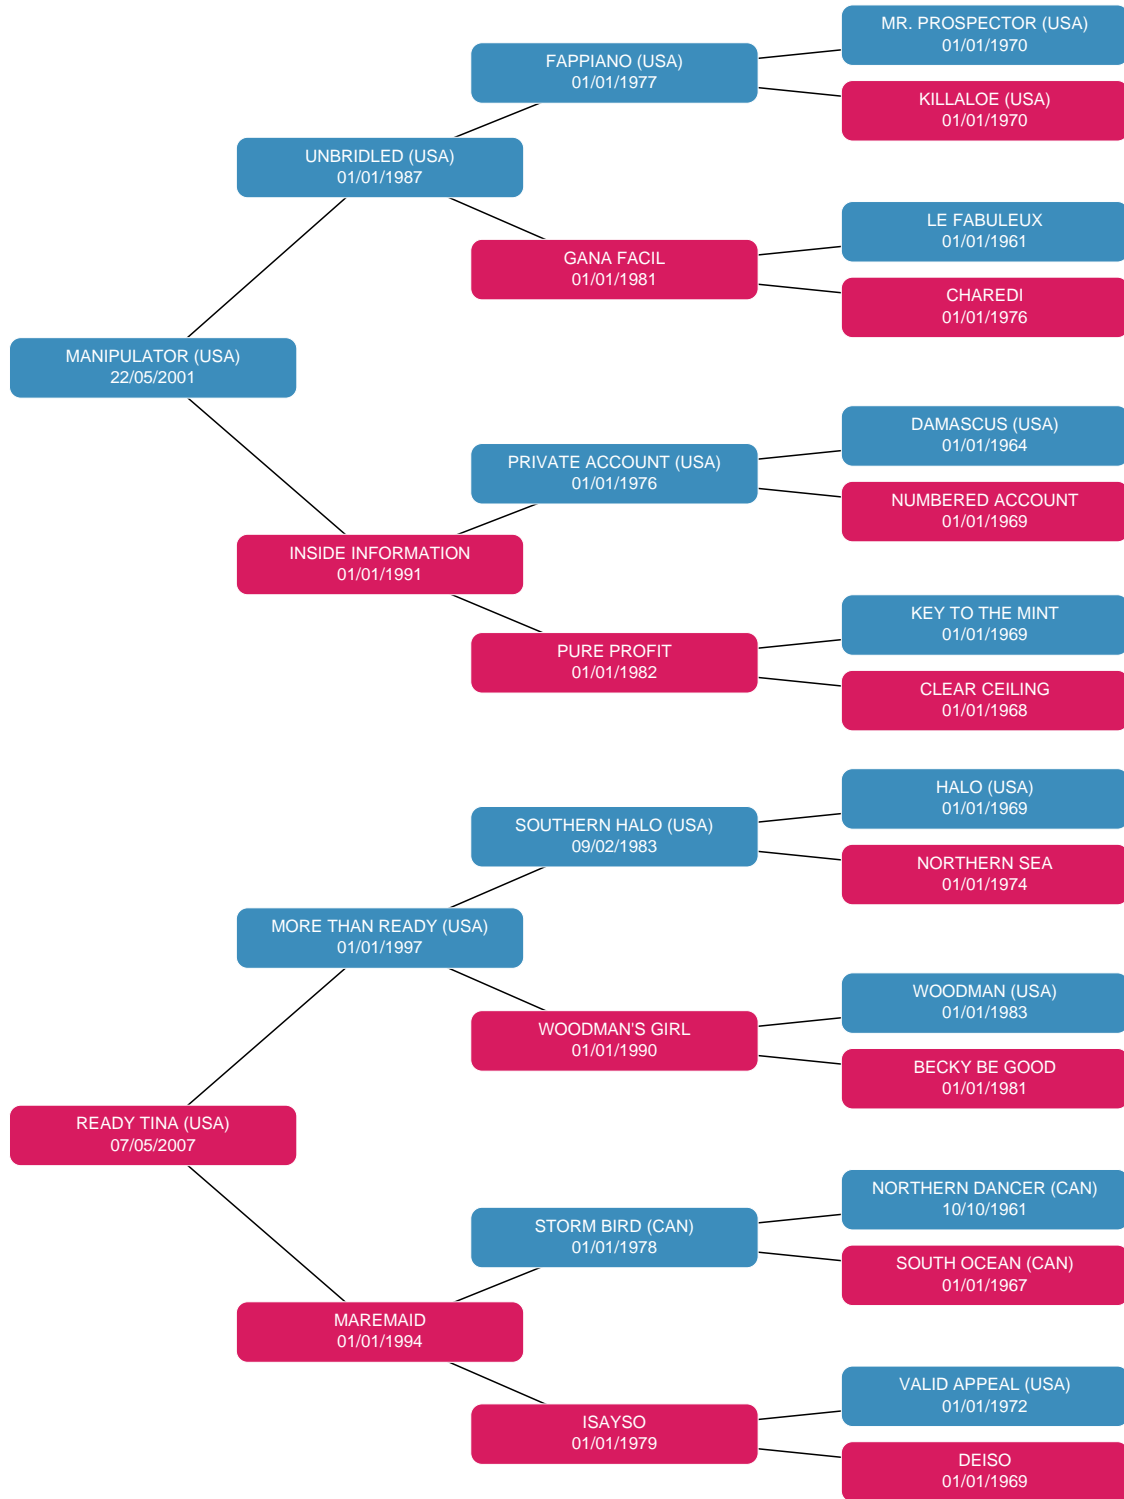 MR. PROSPECTOR (USA)
01/01/1970
FAPPIANO (USA)
01/01/1977
KILLALOE (USA)
01/01/1970
UNBRIDLED (USA)
01/01/1987
LE FABULEUX
01/01/1961
GANA FACIL
01/01/1981
CHAREDI
01/01/1976
MANIPULATOR (USA)
22/05/2001
DAMASCUS (USA)
01/01/1964
PRIVATE ACCOUNT (USA)
01/01/1976
NUMBERED ACCOUNT
01/01/1969
INSIDE INFORMATION
01/01/1991
KEY TO THE MINT
01/01/1969
PURE PROFIT
01/01/1982
CLEAR CEILING
01/01/1968
HALO (USA)
01/01/1969
SOUTHERN HALO (USA)
09/02/1983
NORTHERN SEA
01/01/1974
MORE THAN READY (USA)
01/01/1997
WOODMAN (USA)
01/01/1983
WOODMAN'S GIRL
01/01/1990
BECKY BE GOOD
01/01/1981
READY TINA (USA)
07/05/2007
NORTHERN DANCER (CAN)
10/10/1961
STORM BIRD (CAN)
01/01/1978
SOUTH OCEAN (CAN)
01/01/1967
MAREMAID
01/01/1994
VALID APPEAL (USA)
01/01/1972
ISAYSO
01/01/1979
DEISO
01/01/1969